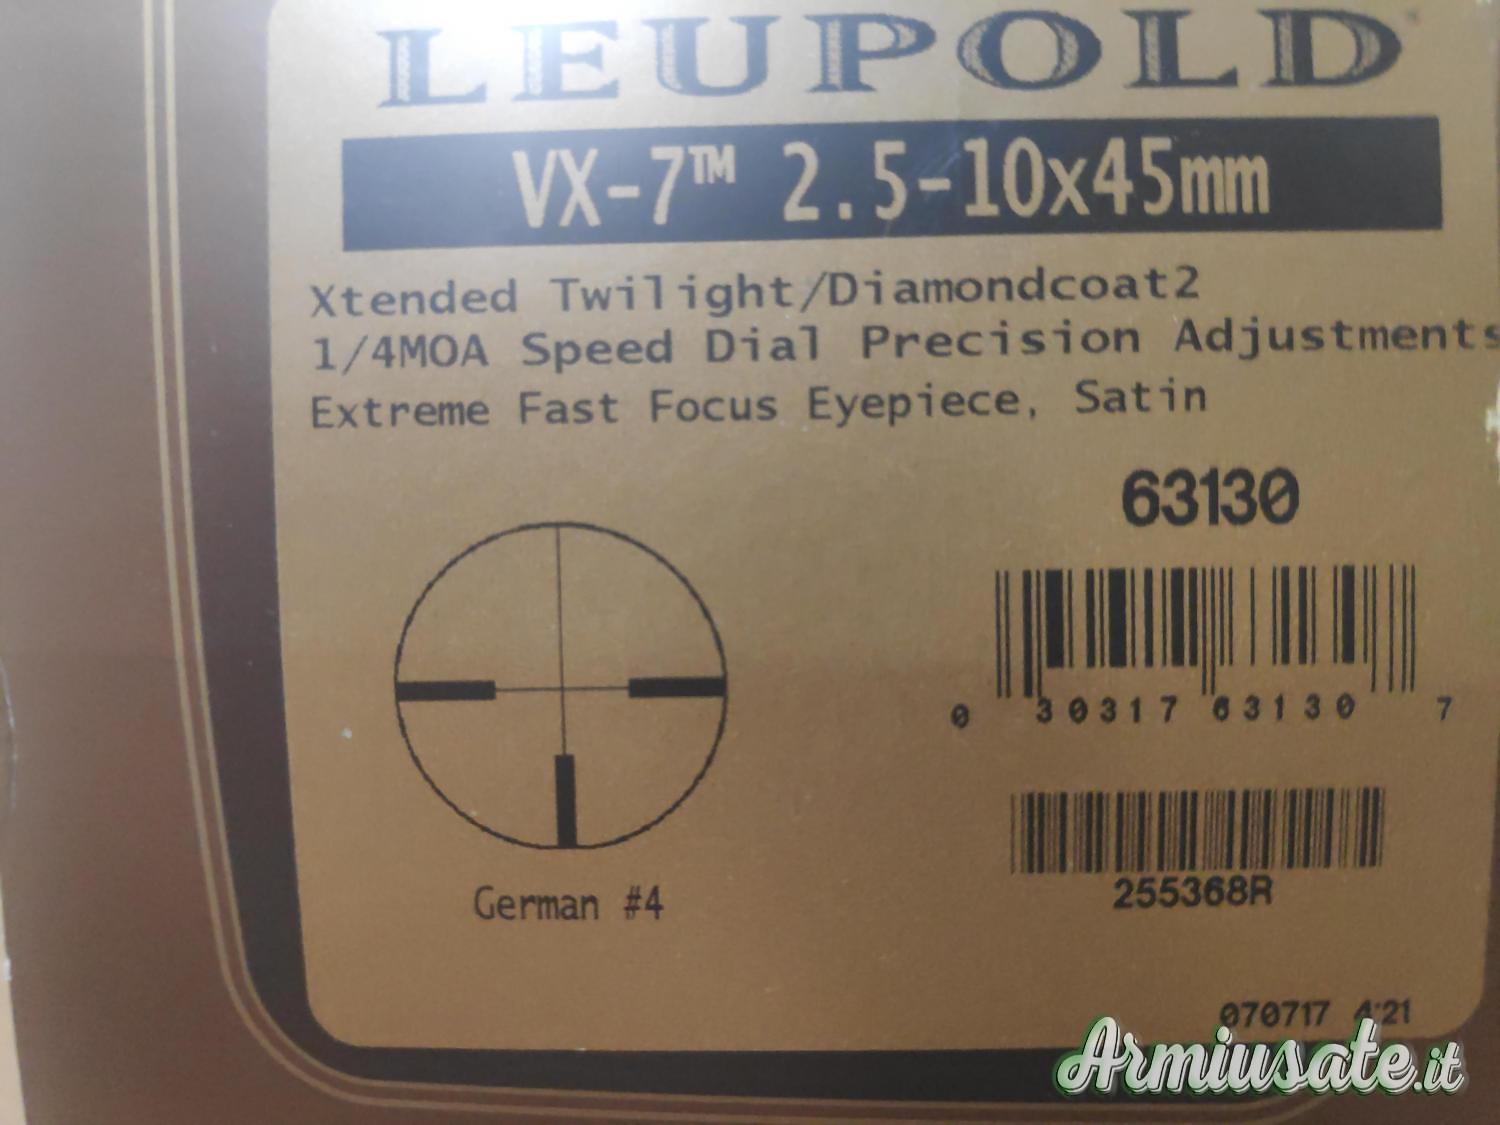 LEUPOLD
VX-7™ 2.5-10x45mm
Xtended Twilight/Diamondcoat2
1/4MOA Speed Dial Precision Adjustments
Extreme Fast Focus Eyepiece, Satin
63130
0 30317 63130 7
German #4
255368R
070717 4:21
Armiusate.it